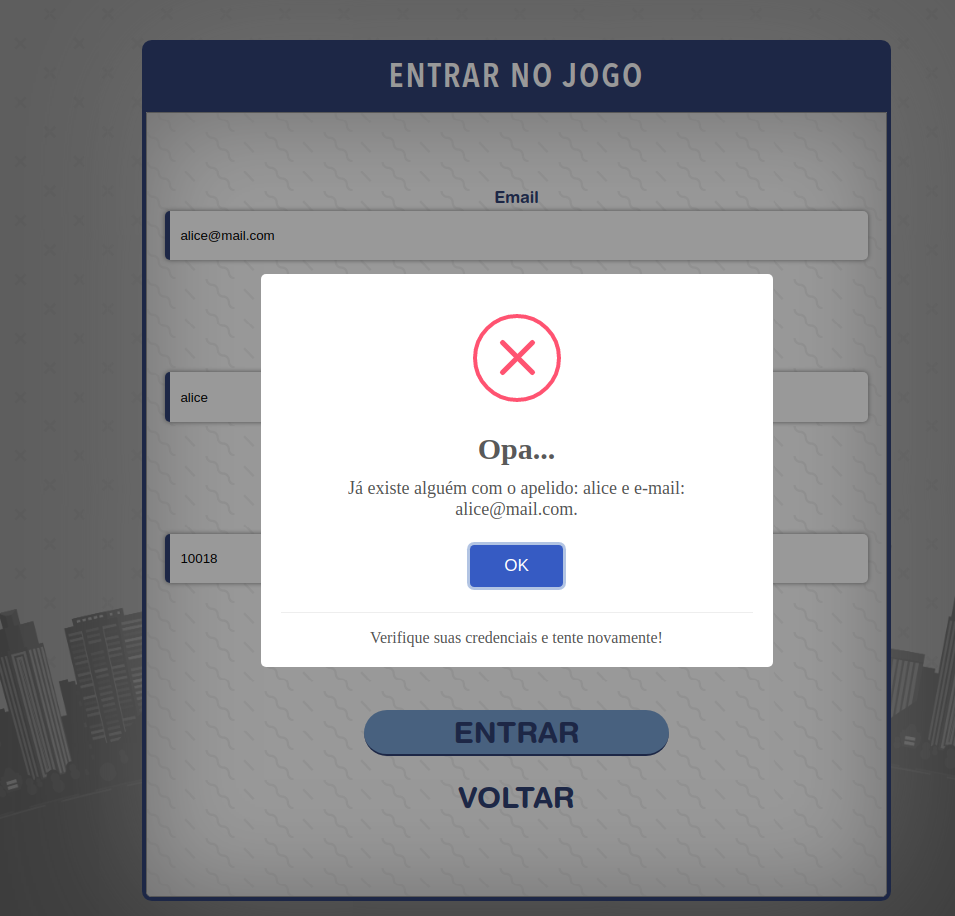 ENTRAR NO JOGO
Email
alice@mail.com
alice
10018
Opa...
Já existe alguém com o apelido: alice e e-mail:
alice@mail.com.
OK
Verifique suas credenciais e tente novamente!
ENTRAR
VOLTAR